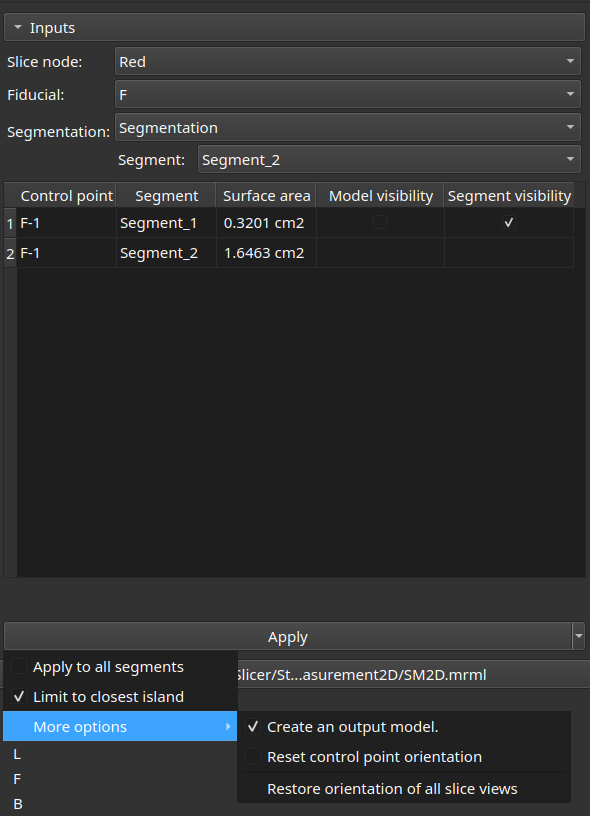 Inputs
Slice node: Red
Fiducial: F
Segmentation: Segmentation
Segment: Segment_2
Control point Segment Surface area Model visibility Segment visibility
1 F-1 Segment_1 0.3201 cm2
2 F-1 Segment_2 1.6463 cm2
Apply
Apply to all segments
Slicer/St...asurement2D/SM2D.mrml
Limit to closest island
More options
Create an output model.
L
Reset control point orientation
F
Restore orientation of all slice views
B